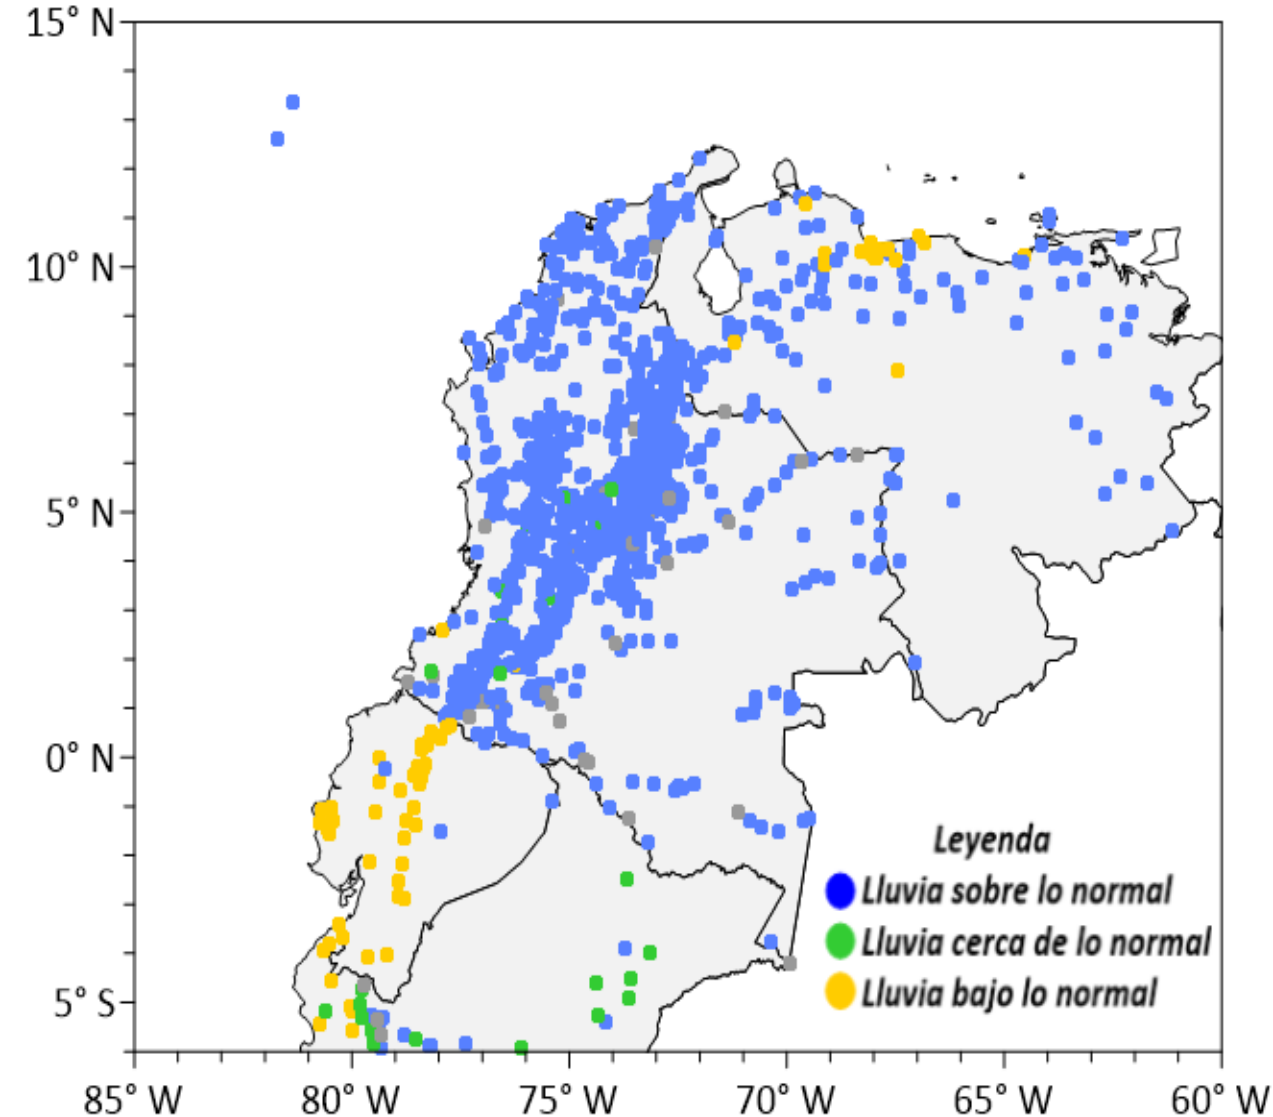 15° N
10° N
5° N
0° N
5° S
Leyenda
Lluvia sobre lo normal
Lluvia cerca de lo normal
Lluvia bajo lo normal
85° W 80° W 75° W 70° W 65° W 60° W